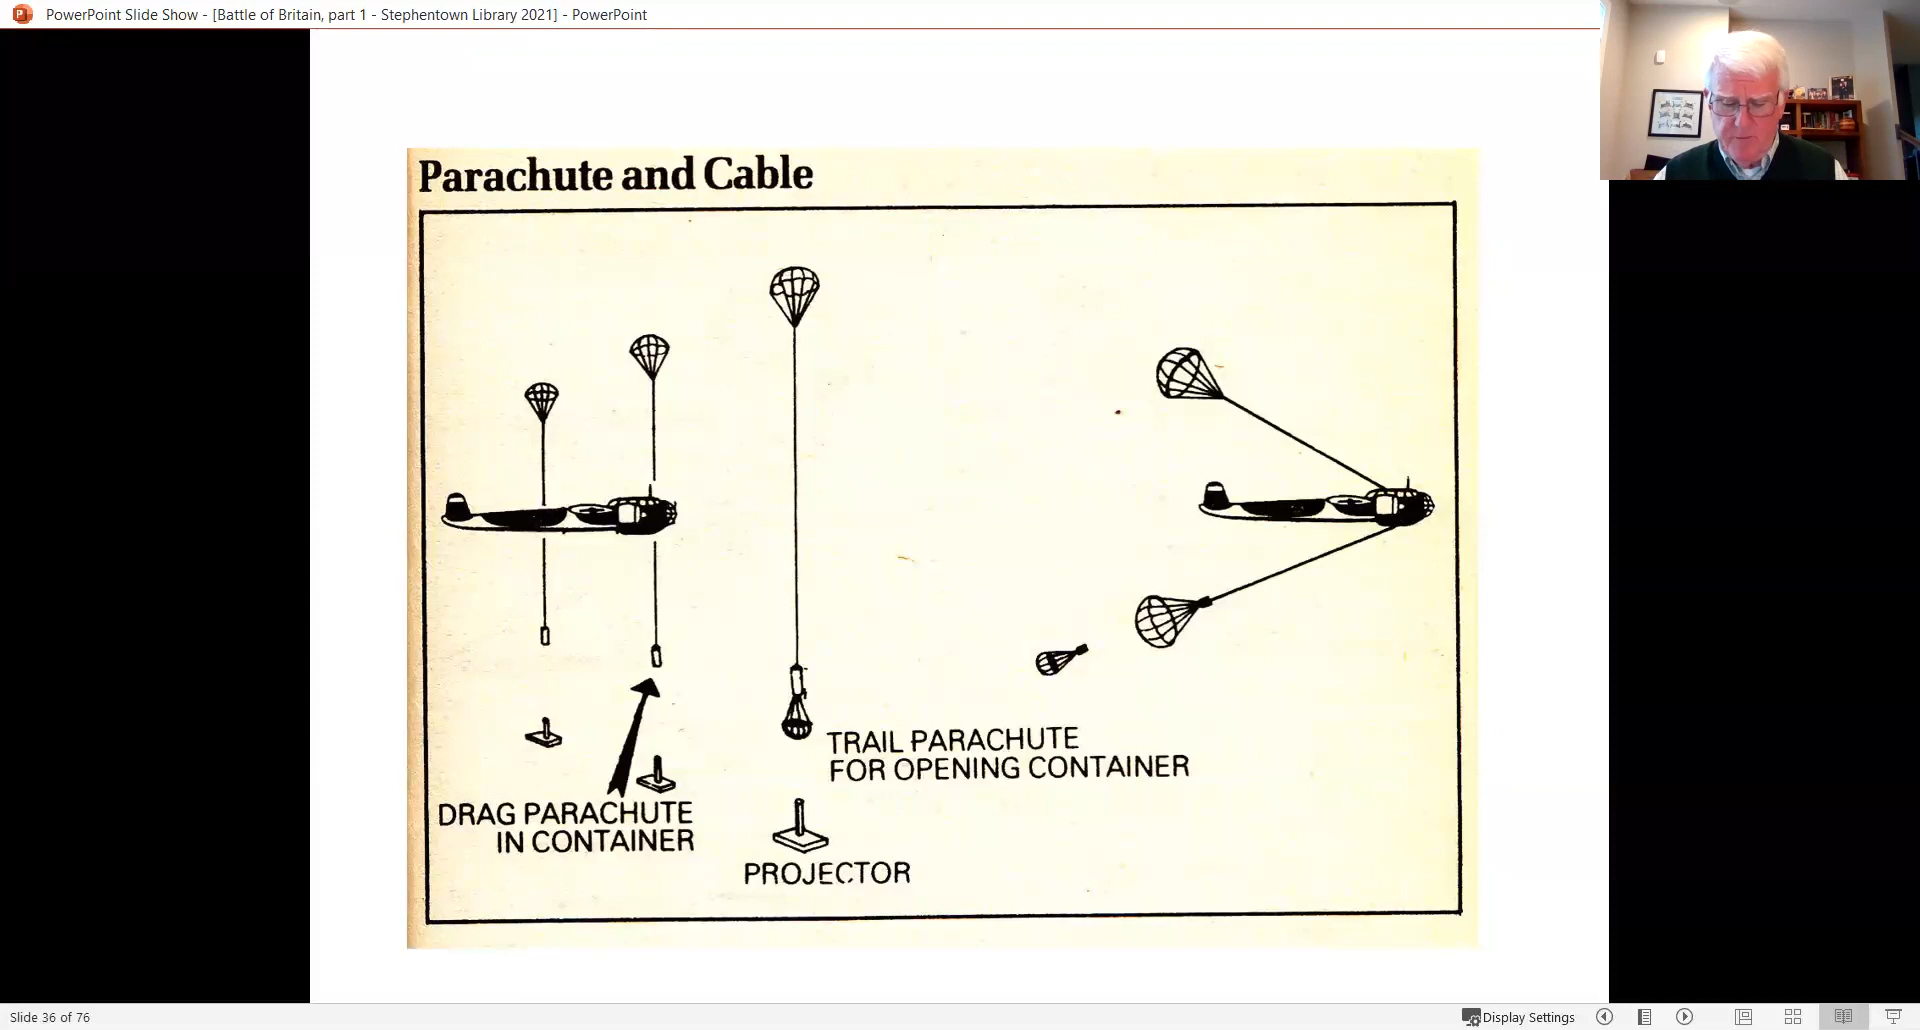 PowerPoint Slide Show - [Battle of Britain, part 1 - Stephentown Library 2021] - PowerPoint
Parachute and Cable
TRAIL PARACHUTE
FOR OPENING CONTAINER
DRAG PARACHUTE
IN CONTAINER
PROJECTOR
Slide 36 of 76
Display Settings